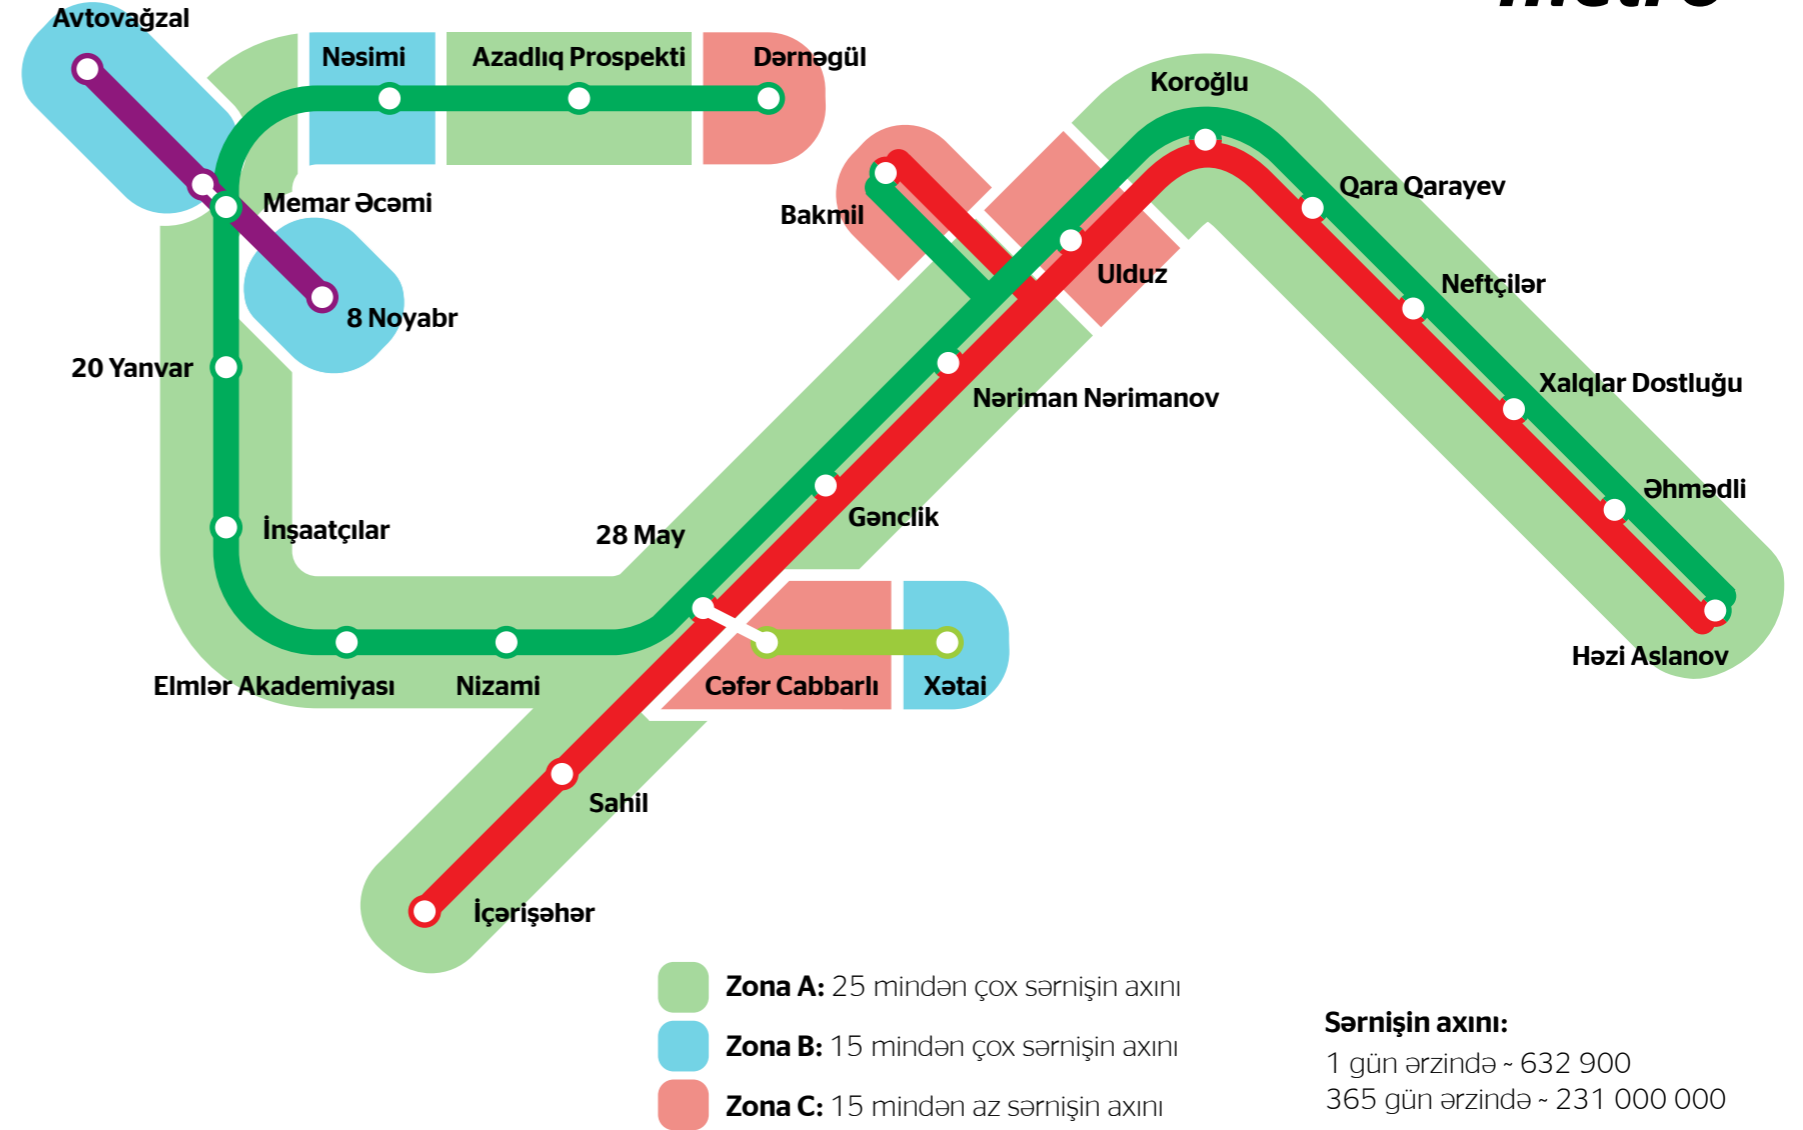 metro
Avtovağzal
Nəsimi
Azadlıq Prospekti
Dərnəgül
Koroğlu
Qara Qarayev
Memar Əcəmi
Bakmil
Ulduz
Neftçilər
8 Noyabr
20 Yanvar
Xalqlar Dostluğu
Nəriman Nərimanov
Əhmədli
Gənclik
İnşaatçılar
28 May
Həzi Aslanov
Elmlər Akademiyası
Nizami
Cəfər Cabbarlı
Xətai
Sahil
İçərişəhər
Zona A: 25 mindən çox sərnişin axını
Zona B: 15 mindən çox sərnişin axını
Zona C: 15 mindən az sərnişin axını
Sərnişin axını:
1 gün ərzində ~ 632 900
365 gün ərzində ~ 231 000 000